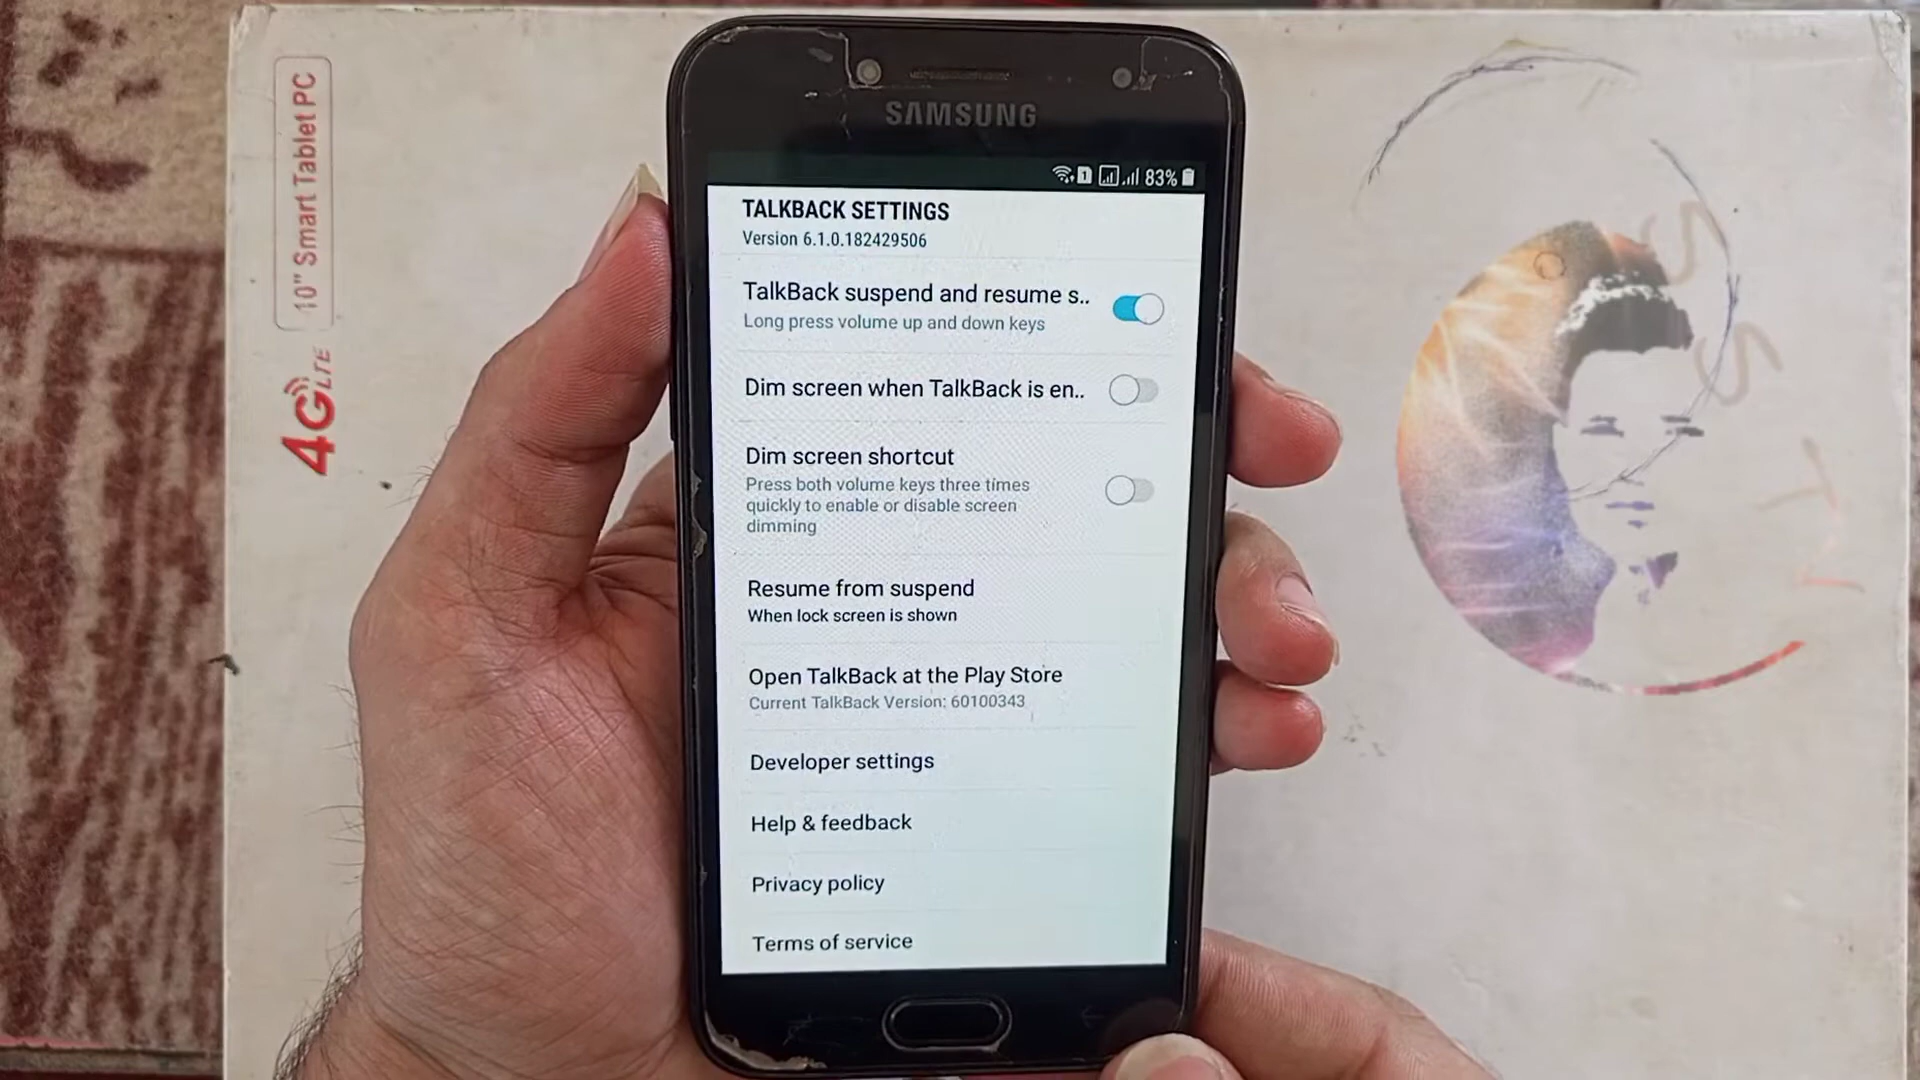 10" Smart Tablet PC
4G LTE
SAMSUNG
1 83%
TALKBACK SETTINGS
Version 6.1.0.182429506
TalkBack suspend and resume s..
Long press volume up and down keys
Dim screen when TalkBack is en..
Dim screen shortcut
Press both volume keys three times
quickly to enable or disable screen
dimming
Resume from suspend
When lock screen is shown
Open TalkBack at the Play Store
Current TalkBack Version: 60100343
Developer settings
Help & feedback
Privacy policy
Terms of service